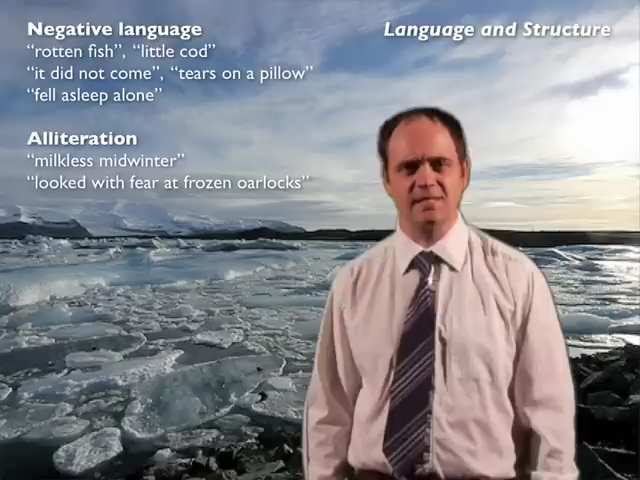 Negative language
Language and Structure
“rotten fish”, “little cod”
“it did not come”, “tears on a pillow”
“fell asleep alone”
Alliteration
“milkless midwinter”
“looked with fear at frozen oarlocks”